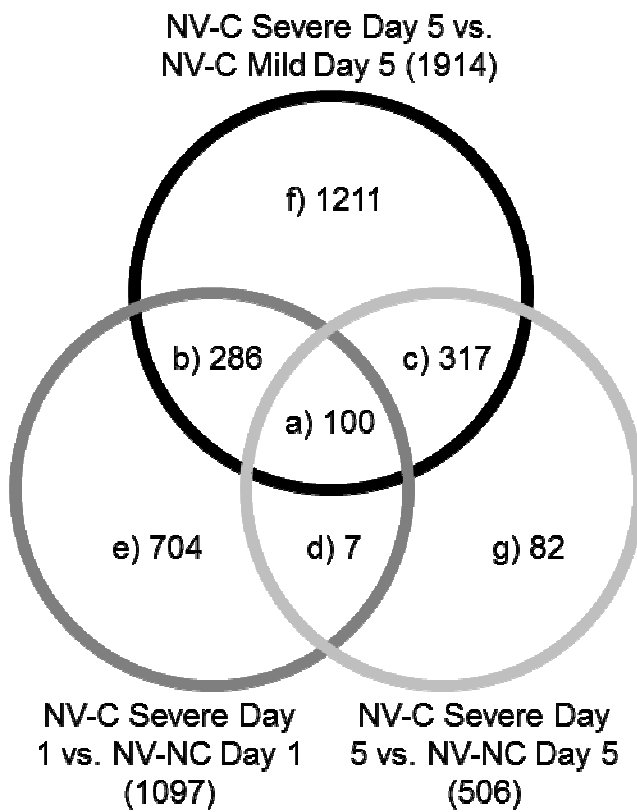 NV-C Severe Day 5 vs.
NV-C Mild Day 5 (1914)
f) 1211
b) 286
c) 317
a) 100
e) 704
d) 7
g) 82
NV-C Severe Day
1 vs. NV-NC Day 1
(1097)
NV-C Severe Day
5 vs. NV-NC Day 5
(506)